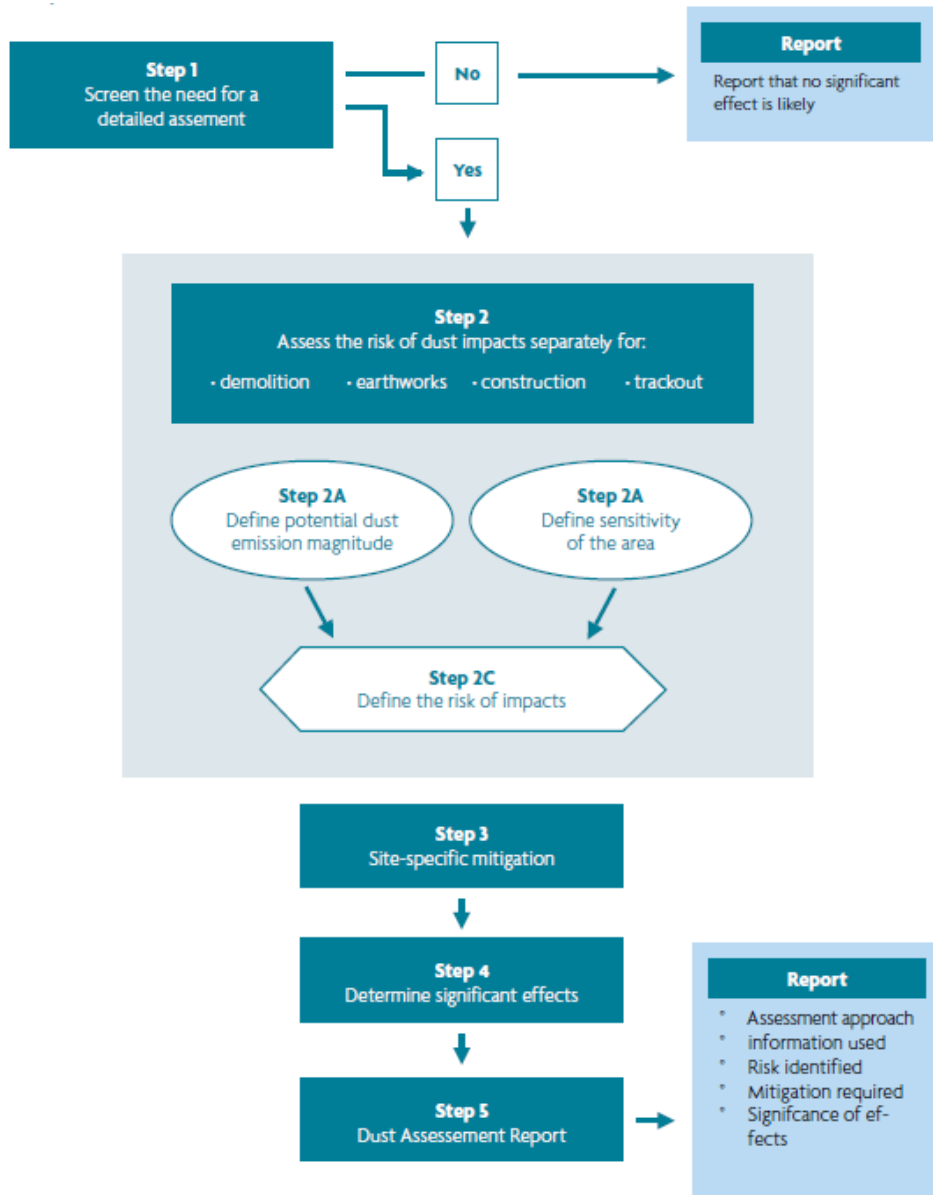 Step 1
Screen the need for a
detailed assement
No
Report
Report that no significant
effect is likely
Yes
Step 2
Assess the risk of dust impacts separately for:
· demolition · earthworks · construction · trackout
Step 2A
Define potential dust
emission magnitude
Step 2A
Define sensitivity
of the area
Step 2C
Define the risk of impacts
Step 3
Site-specific mitigation
Step 4
Determine significant effects
Step 5
Dust Assessement Report
Report
° Assessment approach
° information used
° Risk identified
° Mitigation required
° Signifcance of ef-
fects